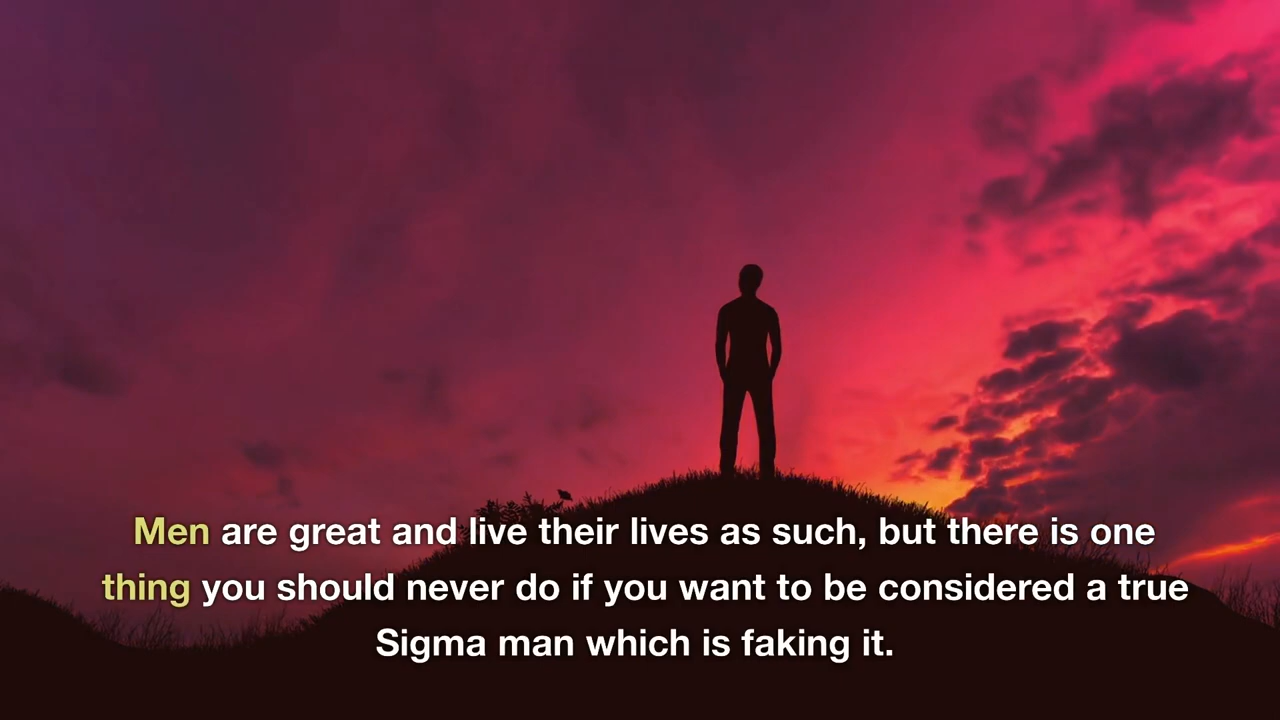 Men are great and live their lives as such, but there is one
thing you should never do if you want to be considered a true
Sigma man which is faking it.